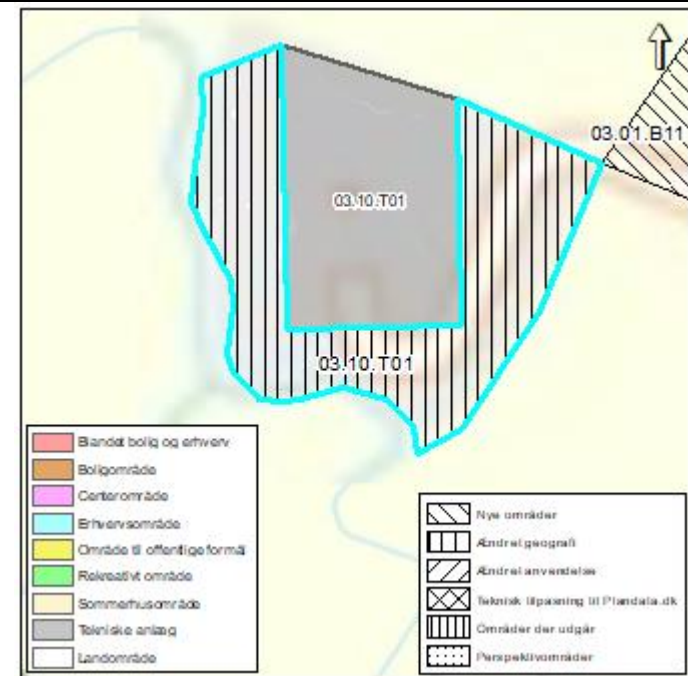 03.01.B11
03.10.T01
03.10.T01
Blandet bolig og erhverv
Boligområde
Centerområde
Erhvervsområde
Område til offentlige formål
Rekreativt område
Sommerhusområde
Tekniske anlæg
Landområde
Nye områder
Ændret geografi
Ændret anvendelse
Teknisk tilpasning til Plandata.dk
Områder der udgår
Perspektivområder